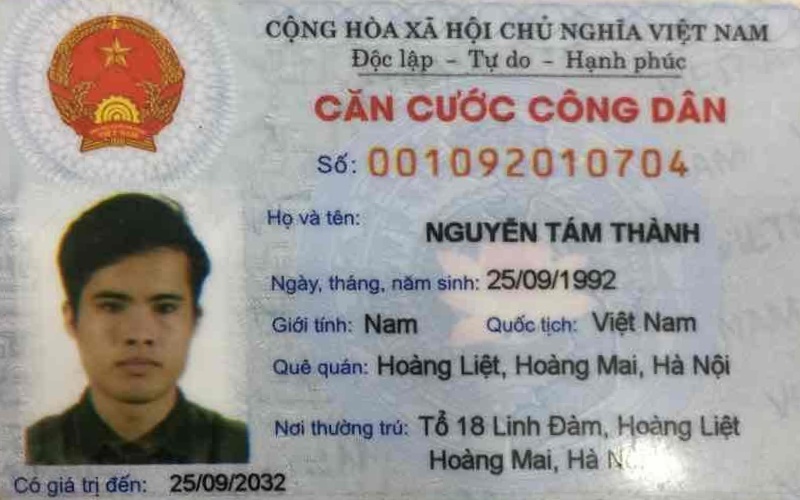 CỘNG HÒA XÃ HỘI CHỦ NGHĨA VIỆT NAM
Độc lập - Tự do - Hạnh phúc
CĂN CƯỚC CÔNG DÂN
Số: 001092010704
Họ và tên:
NGUYỄN TÁM THÀNH
Ngày, tháng, năm sinh: 25/09/1992
Giới tính: Nam Quốc tịch: Việt Nam
Quê quán: Hoàng Liệt, Hoàng Mai, Hà Nội
Nơi thường trú: Tổ 18 Linh Đàm, Hoàng Liệt
Hoàng Mai, Hà
Có giá trị đến: 25/09/2032